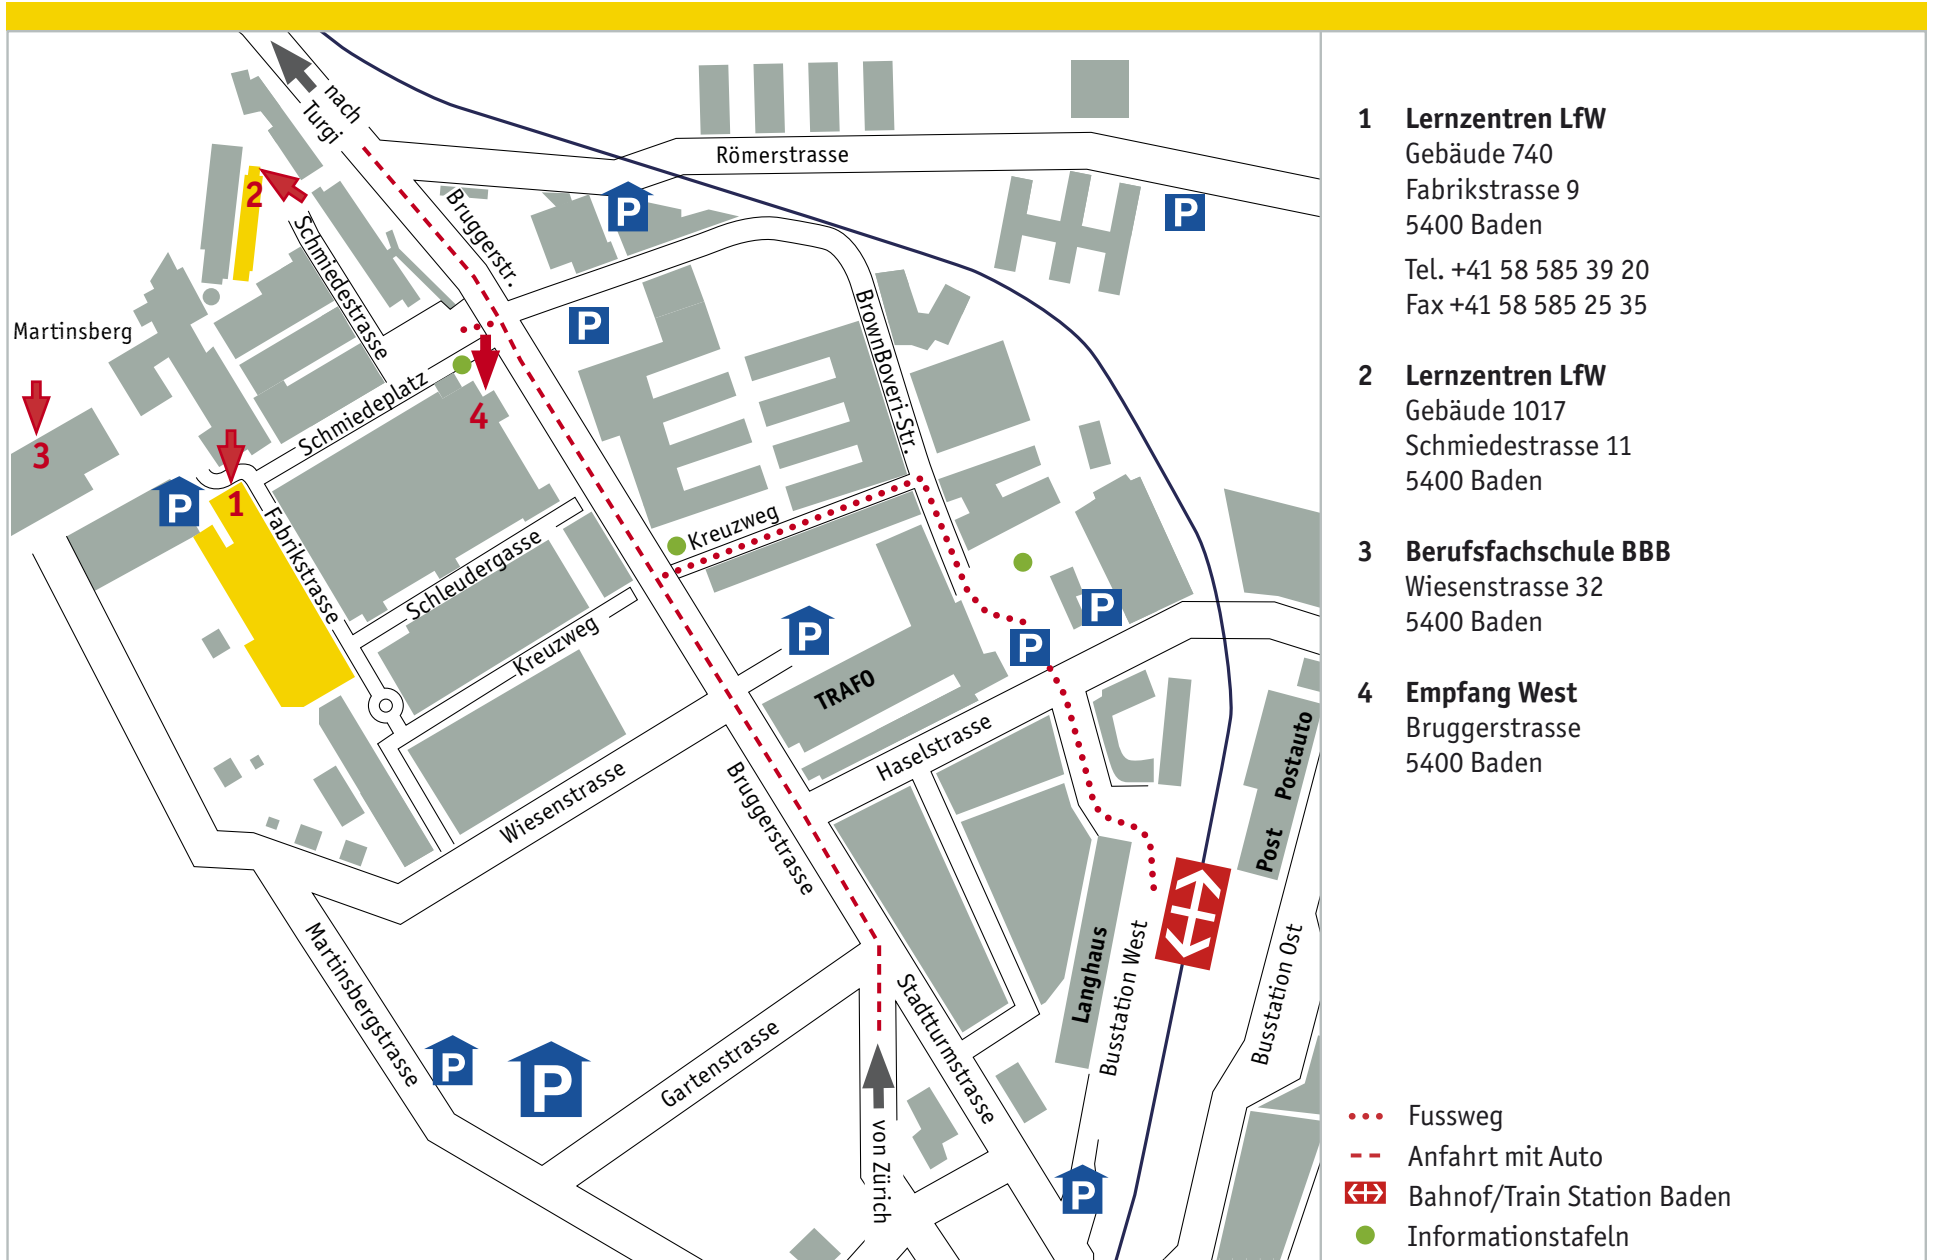 nach
Turgi
Römerstrasse
Bruggerstr.
P
P
2
Schmiedestrasse
P
BrownBoveri-Str.
Martinsberg
Schmiedeplatz
4
3
P
1
Fabrikstrasse
Schleudergasse
Kreuzweg
Kreuzweg
P
P
P
TRAFO
Haselstrasse
Wiesenstrasse
Bruggerstrasse
Postauto
Post
Martinsbergstrasse
Langhaus
Busstation West
Busstation Ost
Stadtturmstrasse
Gartenstrasse
P
P
von Zürich
P
1 Lernzentren LfW
Gebäude 740
Fabrikstrasse 9
5400 Baden
Tel. +41 58 585 39 20
Fax +41 58 585 25 35
2 Lernzentren LfW
Gebäude 1017
Schmiedestrasse 11
5400 Baden
3 Berufsfachschule BBB
Wiesenstrasse 32
5400 Baden
4 Empfang West
Bruggerstrasse
5400 Baden
Fussweg
Anfahrt mit Auto
Bahnof/Train Station Baden
Informationstafeln